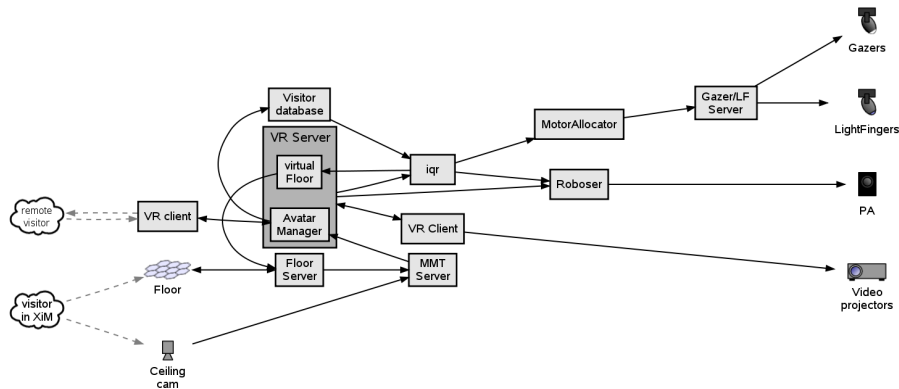 Gazers
Visitor
database
Gazer/LF
Server
MotorAllocator
LightFingers
VR Server
virtual
Floor
iqr
Roboser
PA
remote
visitor
VR client
Avatar
Manager
VR Client
Floor
Floor
Server
MMT
Server
Video
projectors
visitor
in XiM
Ceiling
cam